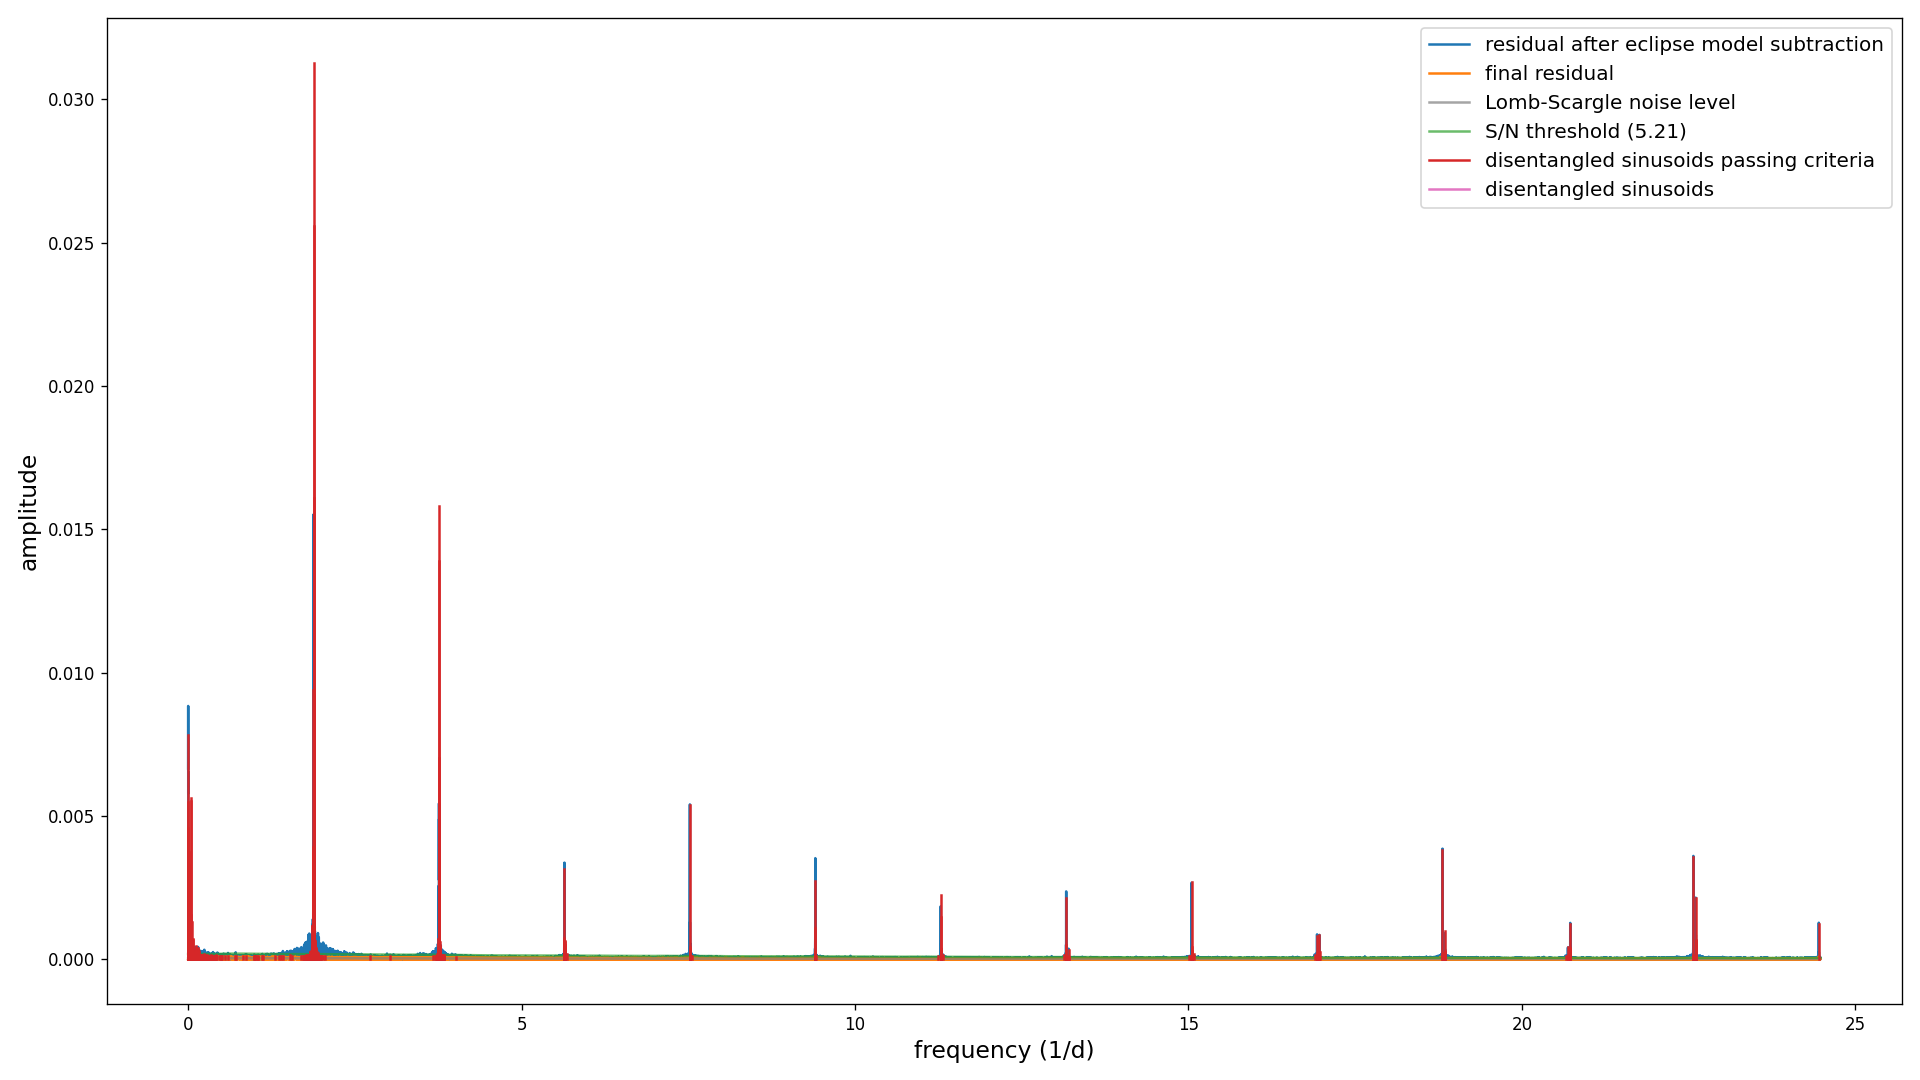 residual after eclipse model subtraction
final residual
Lomb-Scargle noise level
S/N threshold (5.21)
disentangled sinusoids passing criteria
disentangled sinusoids
0.030
0.025
0.020
0.015
0.010
0.005
0.000
amplitude
0 5 10 15 20 25
frequency (1/d)